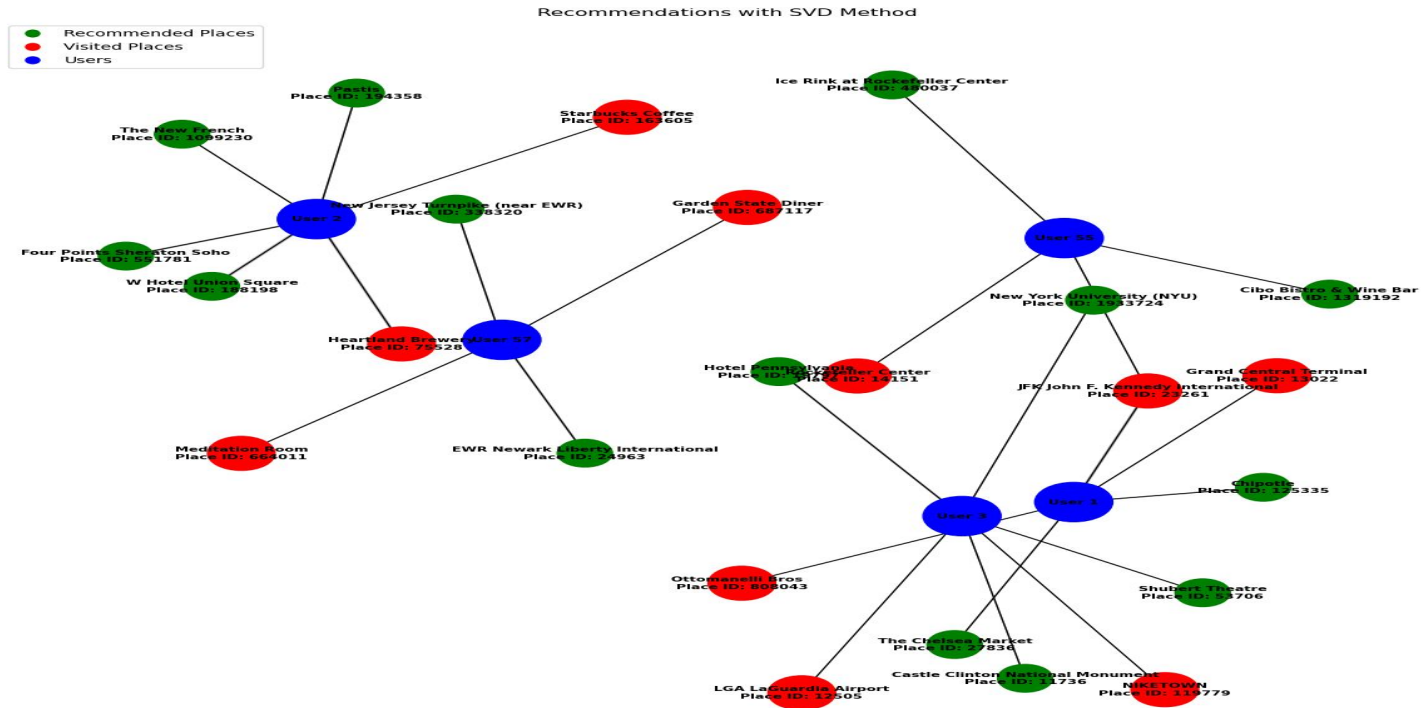 Recommendations with SVD Method
Recommended Places
Visited Places
Users
Ice Rink at Rockefeller Center
Place ID: 480037
Pastis
Place ID: 194358
Starbucks Coffee
Place ID: 163605
The New French
Place ID: 1099230
New Jersey Turnpike (near EWR)
Place ID: 338320
Garden State Diner
Place ID: 687117
User 2
User
Four Points Sheraton Soho
Place ID: 551781
W Hotel Union Square
Place ID: 188198
New York University (NYU)
Place ID: 1933724
Cibo Bistro & Wine Bar
Place ID: 1319192
Heartland Brewery
Place ID: 75528
User 57
Hotel Pennsylvania
Place ID:
Rockefeller Center
Place ID: 14151
Grand Central Terminal
Place ID: 13022
JFK John F. Kennedy International
Place ID: 23261
Meditation Room
Place ID: 664011
EWR Newark Liberty International
Place ID: 24963
Chipotle
Place ID: 125335
User 1
User 3
Ottomanelli Bros
Place ID: 808043
Shubert Theatre
Place ID: 53706
The Chelsea Market
Place ID: 27836
Castle Clinton National Monument
Place ID: 11736
LGA LaGuardia Airport
Place ID: 12505
NIKETOWN
Place ID: 119779